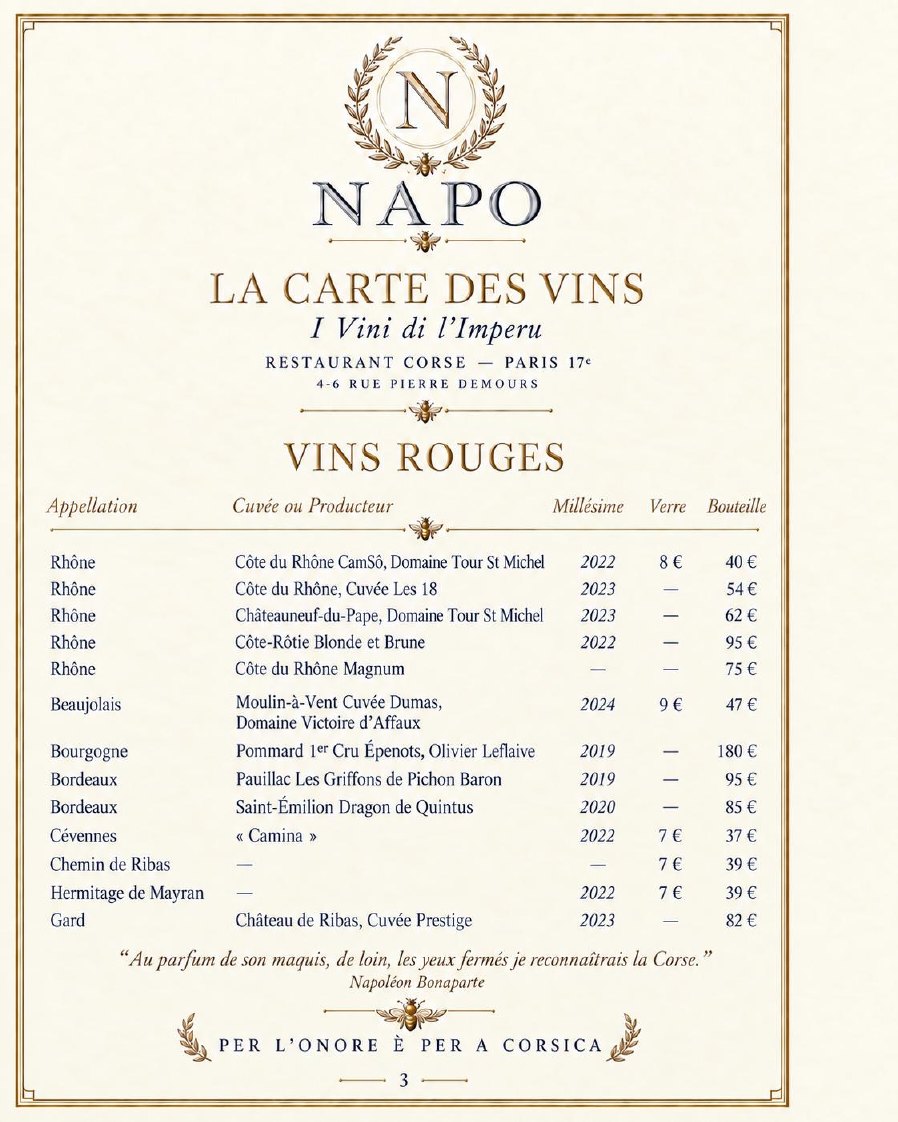 N
NAPO
LA CARTE DES VINS
I Vini di l’Imperu
RESTAURANT CORSE — PARIS 17ᵉ
4-6 RUE PIERRE DEMOURS
VINS ROUGES
Appellation Cuvée ou Producteur Millésime Verre Bouteille
Rhône Côte du Rhône CamSô, Domaine Tour St Michel 2022 8 € 40 €
Rhône Côte du Rhône, Cuvée Les 18 2023 — 54 €
Rhône Châteauneuf-du-Pape, Domaine Tour St Michel 2023 — 62 €
Rhône Côte-Rôtie Blonde et Brune 2022 — 95 €
Rhône Côte du Rhône Magnum — — 75 €
Beaujolais Moulin-à-Vent Cuvée Dumas, 2024 9 € 47 €
Domaine Victoire d’Affaux
Bourgogne Pommard 1ᵉʳ Cru Épenots, Olivier Leflaive 2019 — 180 €
Bordeaux Pauillac Les Griffons de Pichon Baron 2019 — 95 €
Bordeaux Saint-Émilion Dragon de Quintus 2020 — 85 €
Cévennes « Camina » 2022 7 € 37 €
Chemin de Ribas — — 7 € 39 €
Hermitage de Mayran — 2022 7 € 39 €
Gard Château de Ribas, Cuvée Prestige 2023 — 82 €
“Au parfum de son maquis, de loin, les yeux fermés je reconnaîtrais la Corse.”
Napoléon Bonaparte
PER L’ONORE È PER A CORSICA
3